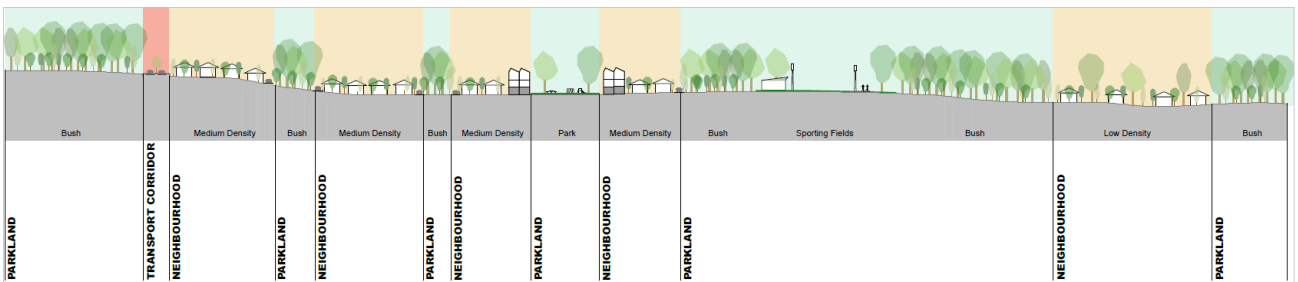 Bush
Medium Density
Bush
Medium Density
Bush
Medium Density
Park
Medium Density
Bush
Sporting Fields
Bush
Low Density
Bush
PARKLAND
TRANSPORT CORRIDOR
NEIGHBOURHOOD
PARKLAND
NEIGHBOURHOOD
PARKLAND
NEIGHBOURHOOD
PARKLAND
NEIGHBOURHOOD
PARKLAND
NEIGHBOURHOOD
PARKLAND